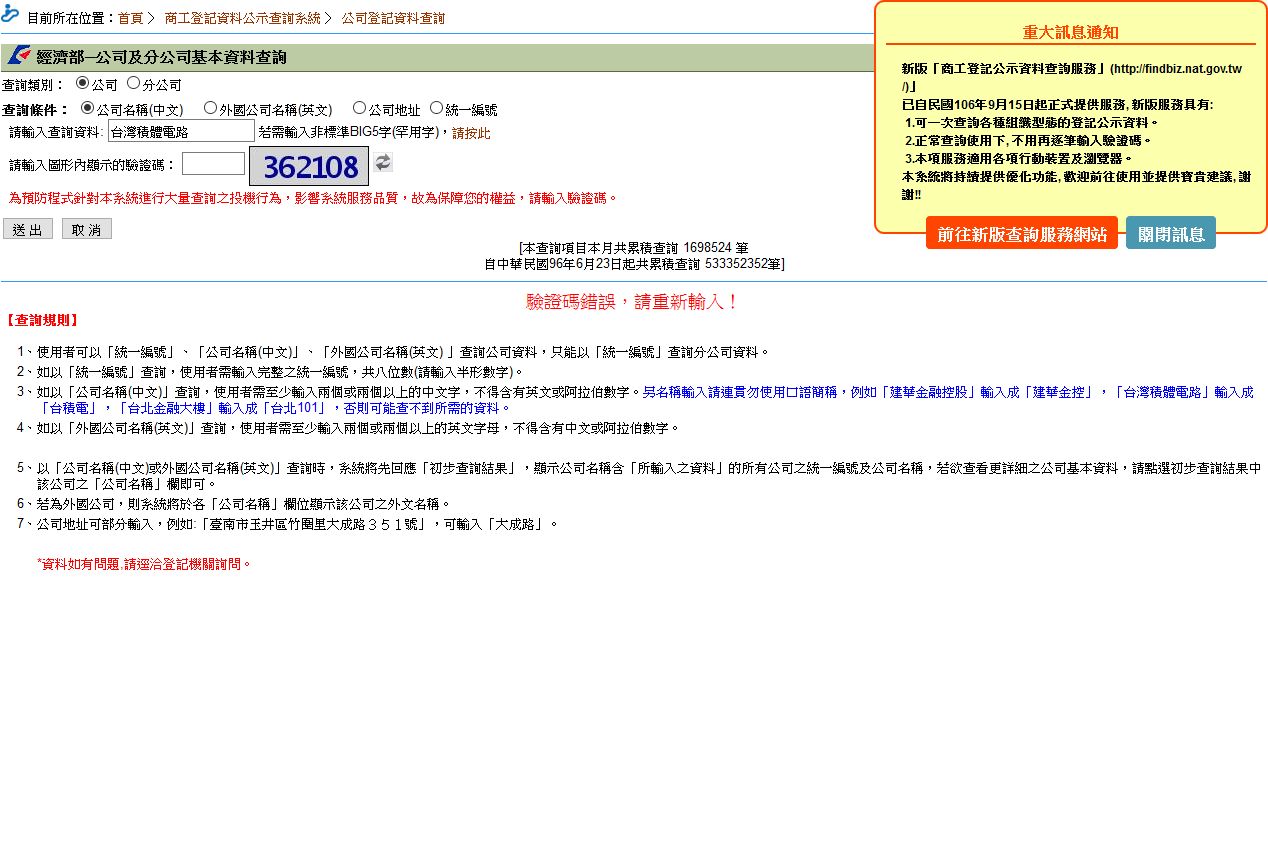 目前所在位置：首頁 〉 商工登記資料公示查詢系統 〉 公司登記資料查詢
經濟部--公司及分公司基本資料查詢
查詢類別： 公司 分公司
查詢條件： 公司名稱(中文) 外國公司名稱(英文) 公司地址 統一編號
請輸入查詢資料: 台灣積體電路 若需輸入非標準BIG5字(罕用字)，請按此
請輸入圖形內顯示的驗證碼： 362108
為預防程式針對本系統進行大量查詢之投機行為，影響系統服務品質，故為保障您的權益，請輸入驗證碼。
送 出 取 消
重大訊息通知
新版「商工登記公示資料查詢服務」(http://findbiz.nat.gov.tw
/)」
已自民國106年9月15日起正式提供服務, 新版服務具有:
1.可一次查詢各種組織型態的登記公示資料。
2.正常查詢使用下, 不用再逐筆輸入驗證碼。
3.本項服務適用各項行動裝置及瀏覽器。
本系統將持續提供優化功能, 歡迎前往使用並提供寶貴建議, 謝
謝!!
前往新版查詢服務網站 關閉訊息
[本查詢項目本月共累積查詢 1698524 筆
自中華民國96年6月23日起共累積查詢 533352352筆]
驗證碼錯誤，請重新輸入！
【查詢規則】
1、使用者可以「統一編號」、「公司名稱(中文)」、「外國公司名稱(英文) 」查詢公司資料，只能以「統一編號」查詢分公司資料。
2、如以「統一編號」查詢，使用者需輸入完整之統一編號，共八位數(請輸入半形數字)。
3、如以「公司名稱(中文)」查詢，使用者需至少輸入兩個或兩個以上的中文字，不得含有英文或阿拉伯數字。另名稱輸入請連貫勿使用口語簡稱，例如「建華金融控股」輸入成「建華金控」，「台灣積體電路」輸入成
「台積電」，「台北金融大樓」輸入成「台北101」，否則可能查不到所需的資料。
4、如以「外國公司名稱(英文)」查詢，使用者需至少輸入兩個或兩個以上的英文字母，不得含有中文或阿拉伯數字。
5、以「公司名稱(中文)或外國公司名稱(英文)」查詢時，系統將先回應「初步查詢結果」，顯示公司名稱含「所輸入之資料」的所有公司之統一編號及公司名稱，若欲查看更詳細之公司基本資料，請點選初步查詢結果中
該公司之「公司名稱」欄即可。
6、若為外國公司，則系統將於各「公司名稱」欄位顯示該公司之外文名稱。
7、公司地址可部分輸入，例如:「臺南市玉井區竹圍里大成路３５１號」，可輸入「大成路」。
*資料如有問題,請逕洽登記機關詢問。